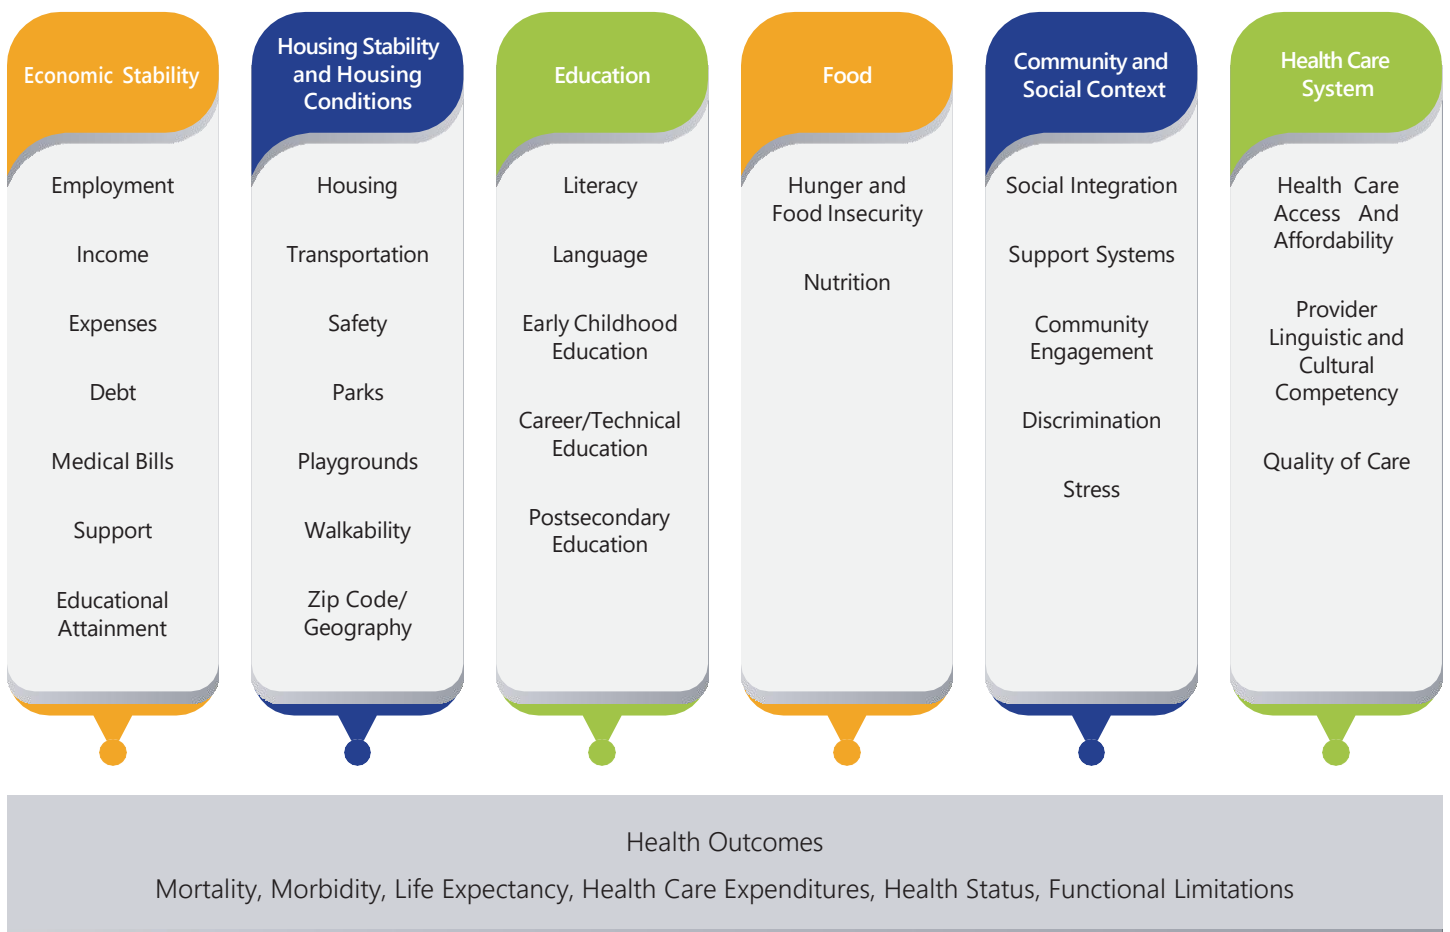 Economic Stability
Employment
Income
Expenses
Debt
Medical Bills
Support
Educational
Attainment
Housing Stability
and Housing
Conditions
Housing
Transportation
Safety
Parks
Playgrounds
Walkability
Zip Code/
Geography
Education
Literacy
Language
Early Childhood
Education
Career/Technical
Education
Postsecondary
Education
Food
Hunger and
Food Insecurity
Nutrition
Community and
Social Context
Social Integration
Support Systems
Community
Engagement
Discrimination
Stress
Health Care
System
Health Care
Access And
Affordability
Provider
Linguistic and
Cultural
Competency
Quality of Care
Health Outcomes
Mortality, Morbidity, Life Expectancy, Health Care Expenditures, Health Status, Functional Limitations